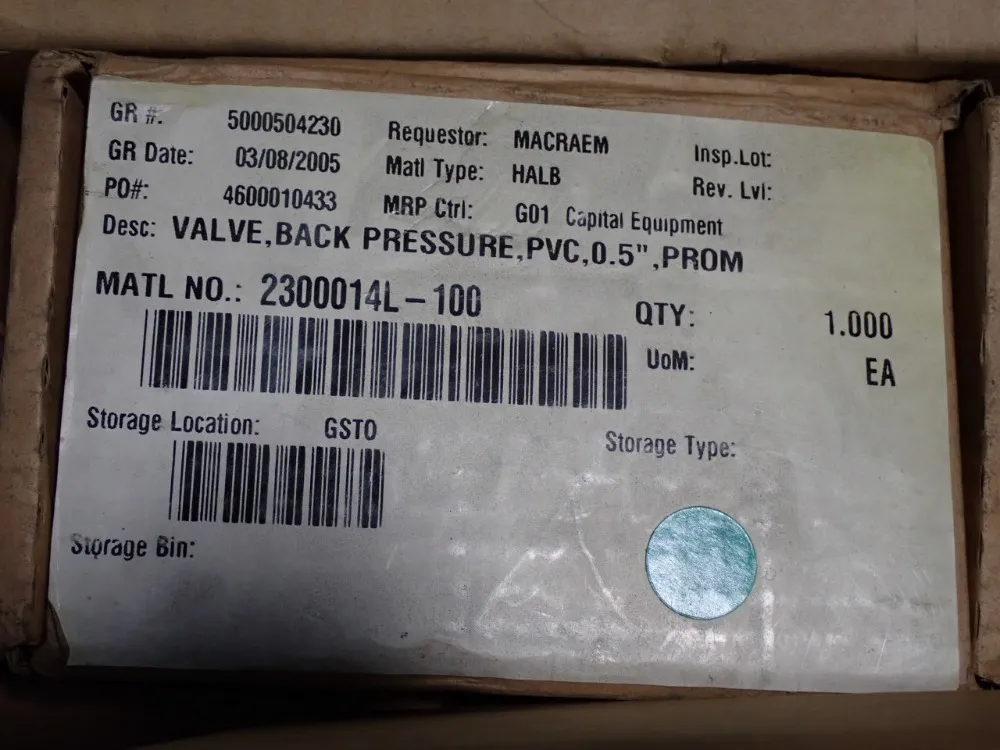 GR #: 5000504230 Requestor: MACRAEM Insp.Lot:
GR Date: 03/08/2005 Matl Type: HALB Rev. Lvl:
PO#: 4600010433 MRP Ctrl: G01 Capital Equipment
Desc: VALVE,BACK PRESSURE,PVC,0.5",PROM
MATL NO.: 2300014L-100 QTY: 1.000
UoM: EA
Storage Location: GSTO Storage Type:
Storage Bin: